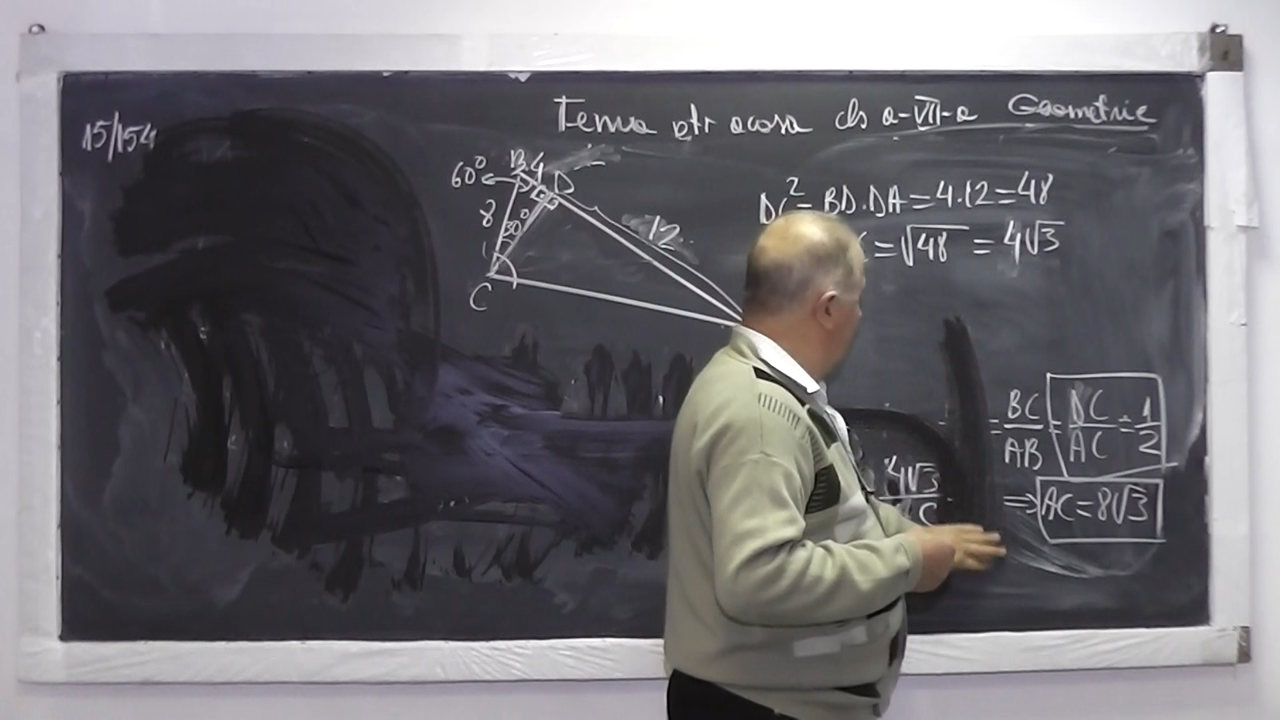 15/154
Tema ptr acasa cls a-VII-a Geometrie
60° B 4 D
8
30°
12
C
DC² = BD.DA = 4.12 = 48
= √48 = 4√3
= BC/AB = DC/AC = 1/2
4√3/C
⇒ AC = 8√3